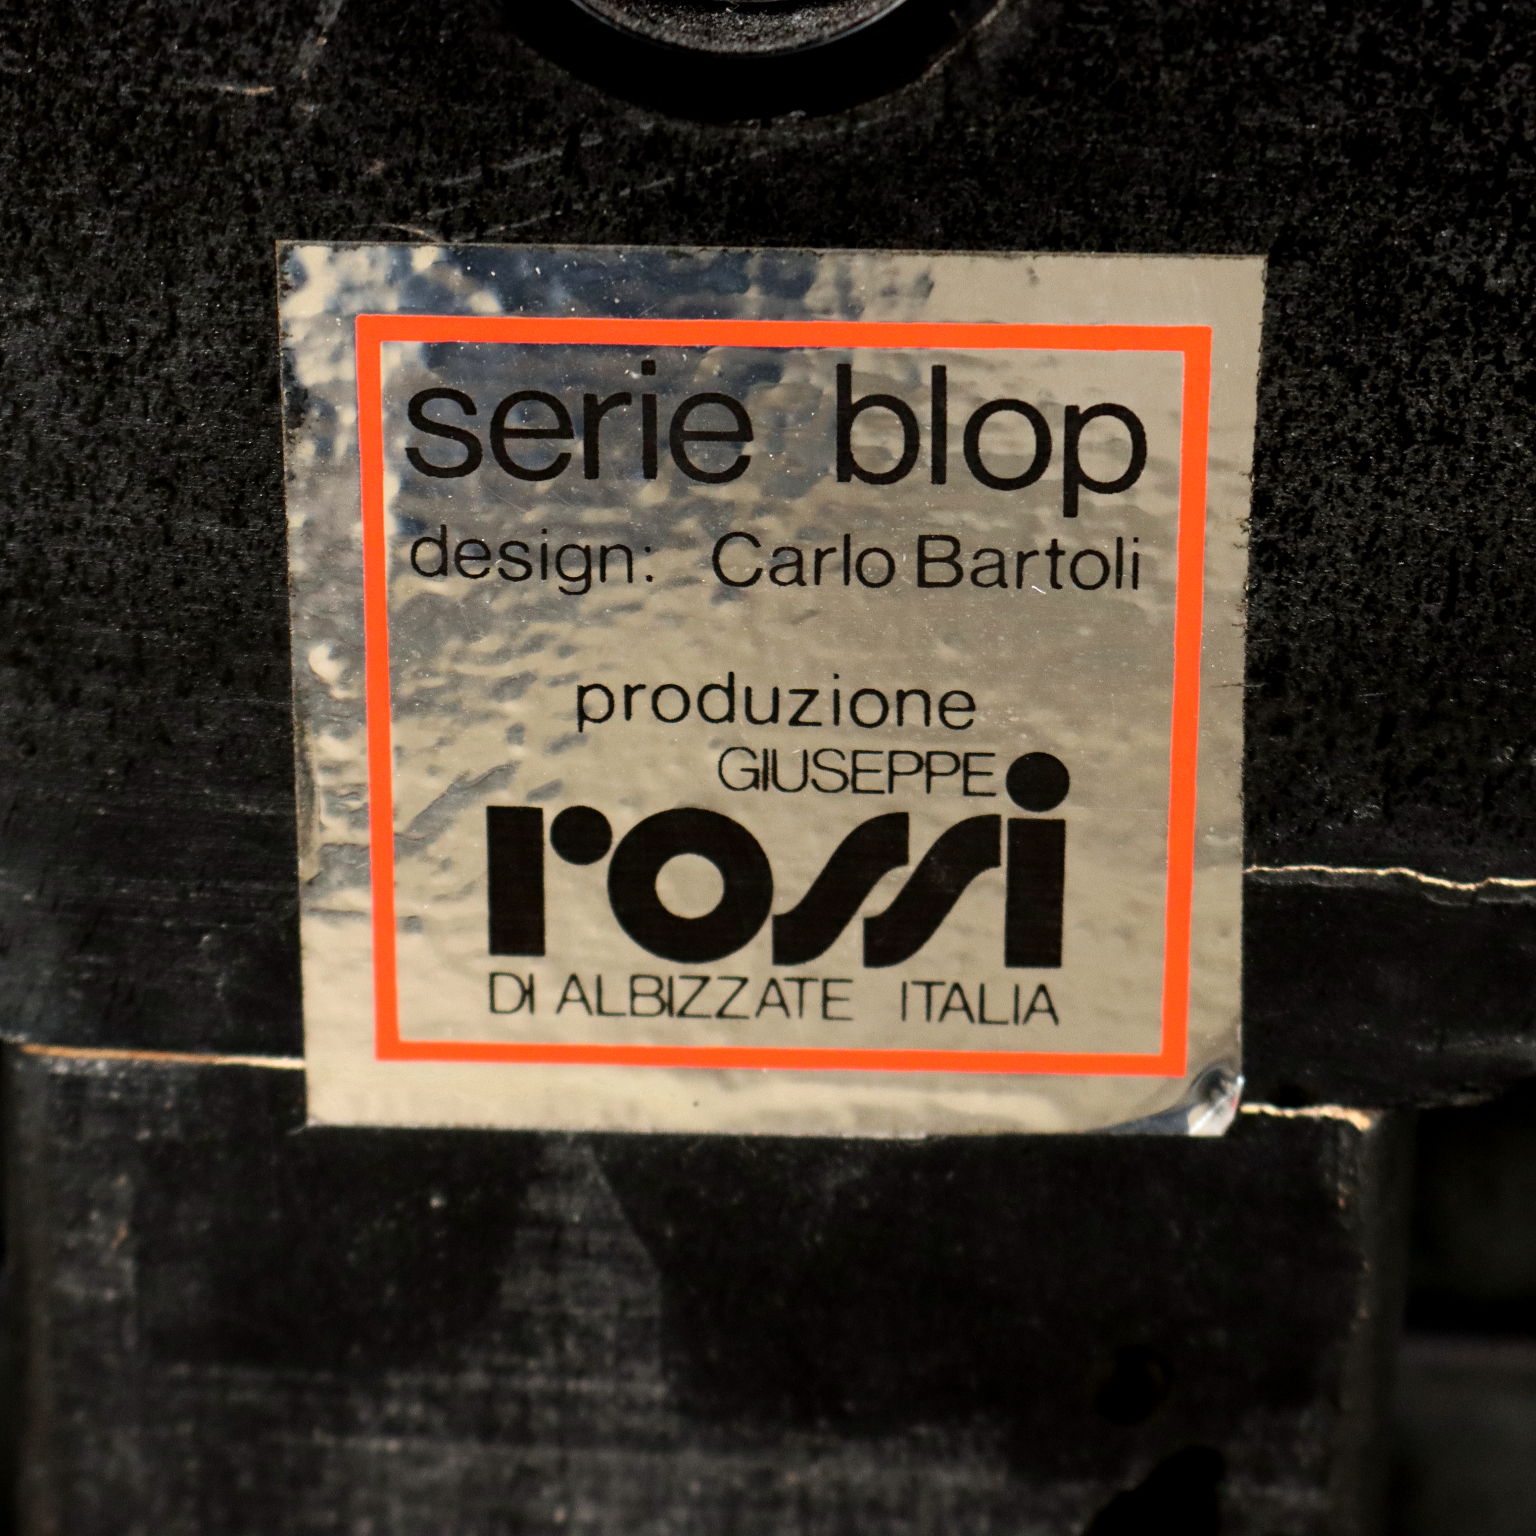 serie blop
design: Carlo Bartoli
produzione
GIUSEPPE
rossi
DI ALBIZZATE ITALIA